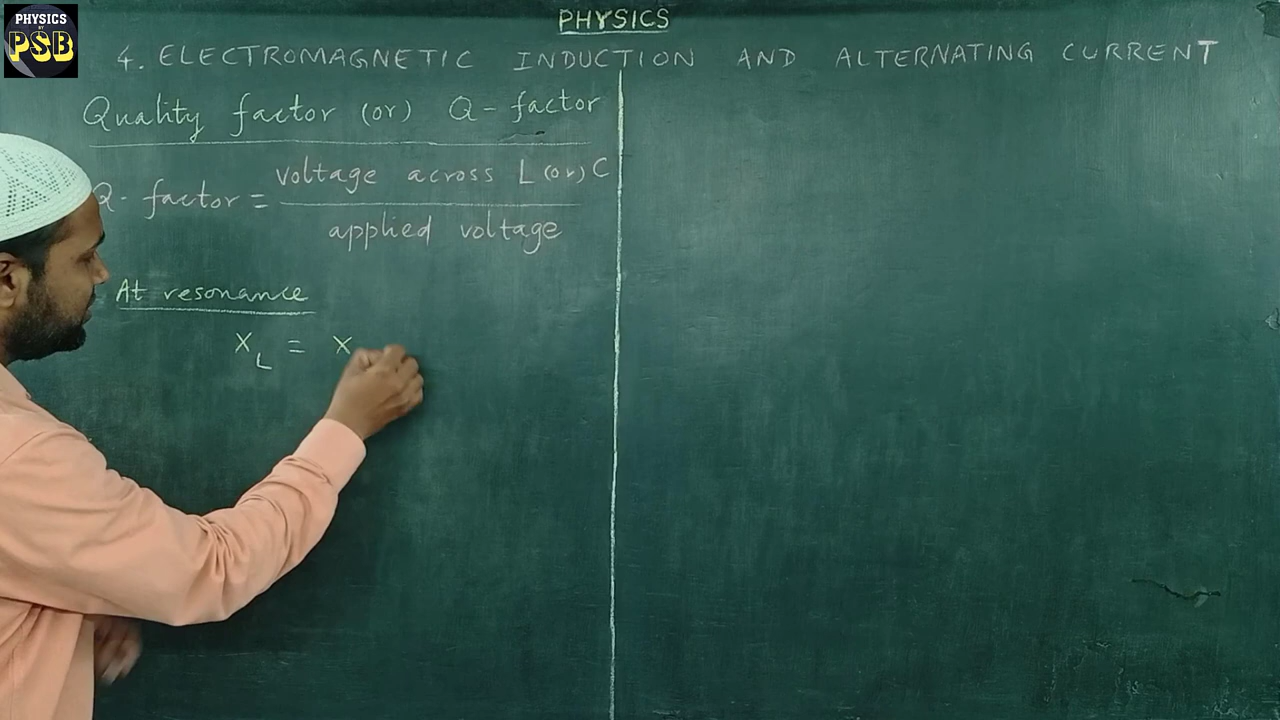 PHYSICS
BY
PSB
PHYSICS
4. ELECTROMAGNETIC INDUCTION AND ALTERNATING CURRENT
Quality factor (or) Q-factor
Q-factor = voltage across L (or) C
applied voltage
At resonance
X_L = X